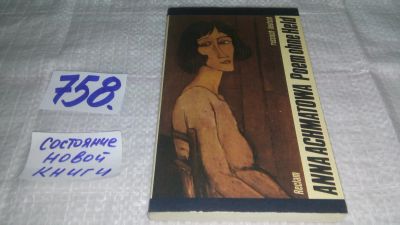 758.
состояние
новой
книги
Reclam
ANNA ACHMATOWA Poem ohne Held